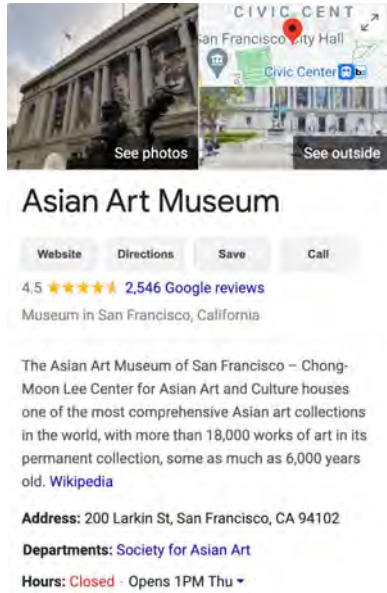 CIVIC CENT
San Francisco City Hall
Civic Center
See photos
See outside
Asian Art Museum
Website Directions Save Call
4.5 2,546 Google reviews
Museum in San Francisco, California
The Asian Art Museum of San Francisco – Chong-
Moon Lee Center for Asian Art and Culture houses
one of the most comprehensive Asian art collections
in the world, with more than 18,000 works of art in its
permanent collection, some as much as 6,000 years
old. Wikipedia
Address: 200 Larkin St, San Francisco, CA 94102
Departments: Society for Asian Art
Hours: Closed · Opens 1PM Thu